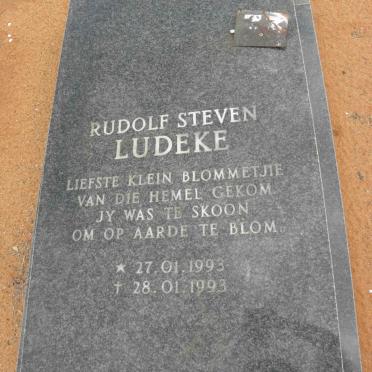 RUDOLF STEVEN
LUDEKE
LIEFSTE KLEIN BLOMMETJIE
VAN DIE HEMEL GEKOM
JY WAS TE SKOON
OM OP AARDE TE BLOM.
★ 27.01.1993
† 28.01.1993